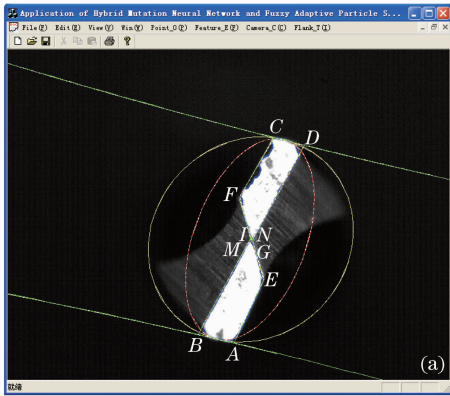 Application of Hybrid Mutation Neural Network and Fuzzy Adaptive Particle S...
File(F) Edit(E) View(V) Win(W) Point_O(P) Feature_E(F) Camera_C(C) Flank_T(I)
C
D
F
I N
M G
E
B
A
(a)
就绪